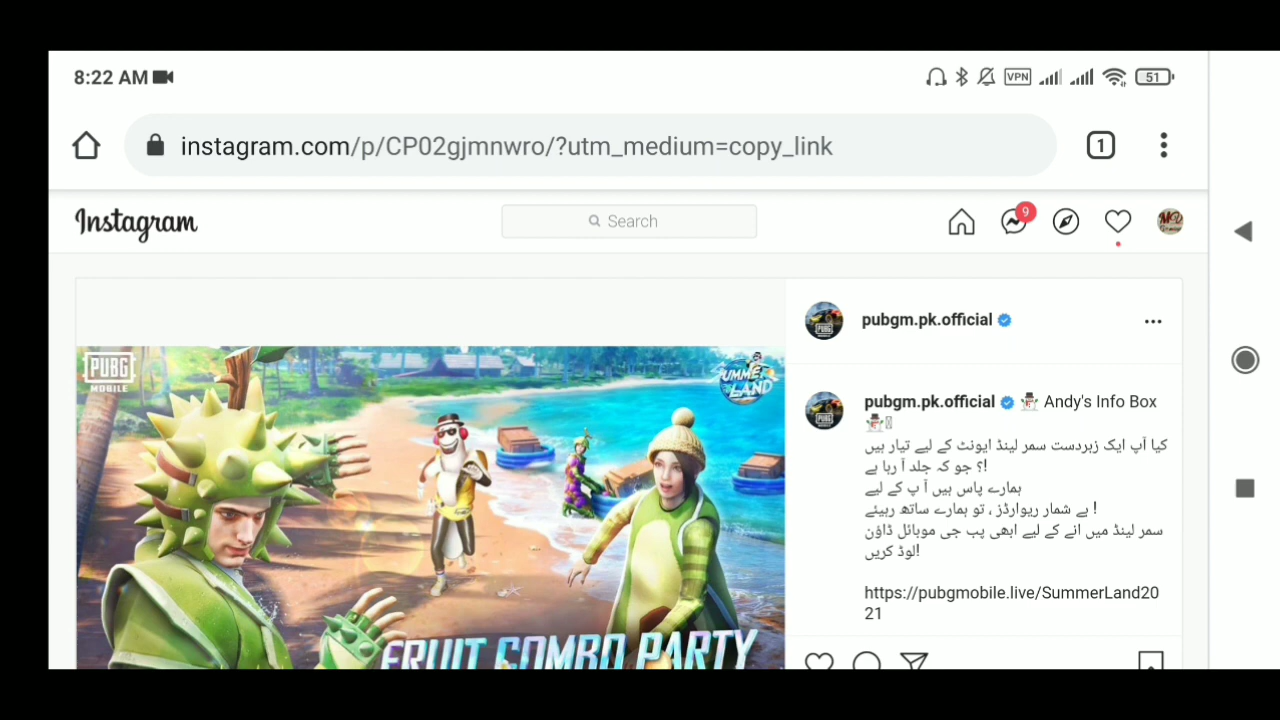 8:22 AM
VPN
51
instagram.com/p/CP02gjmnwro/?utm_medium=copy_link
1
Instagram
Search
9
pubgm.pk.official
PUBG
MOBILE
SUMMER
LAND
FRUIT COMBO PARTY
pubgm.pk.official ⛄ Andy's Info Box
⛄
کیا آپ ایک زبردست سمر لینڈ ایونٹ کے لیے تیار ہیں
؟ جو کہ جلد آ رہا ہے!
ہمارے پاس ہیں آ پ کے لیے
بے شمار ریوارڈز ، تو ہمارے ساتھ رہیئے !
سمر لینڈ میں انے کے لیے ابھی پب جی موبائل ڈاؤن
لوڈ کریں!
https://pubgmobile.live/SummerLand20
21